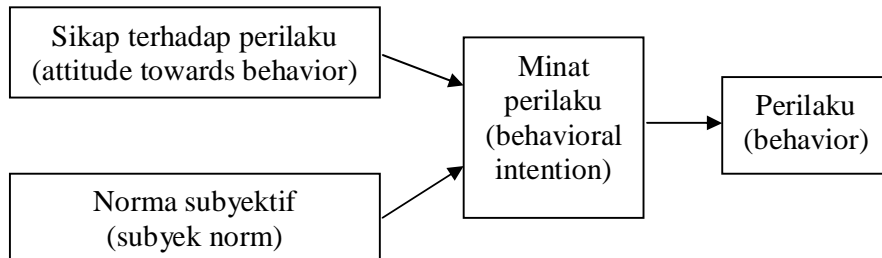 Sikap terhadap perilaku
(attitude towards behavior)
Minat
perilaku
(behavioral
intention)
Perilaku
(behavior)
Norma subyektif
(subyek norm)